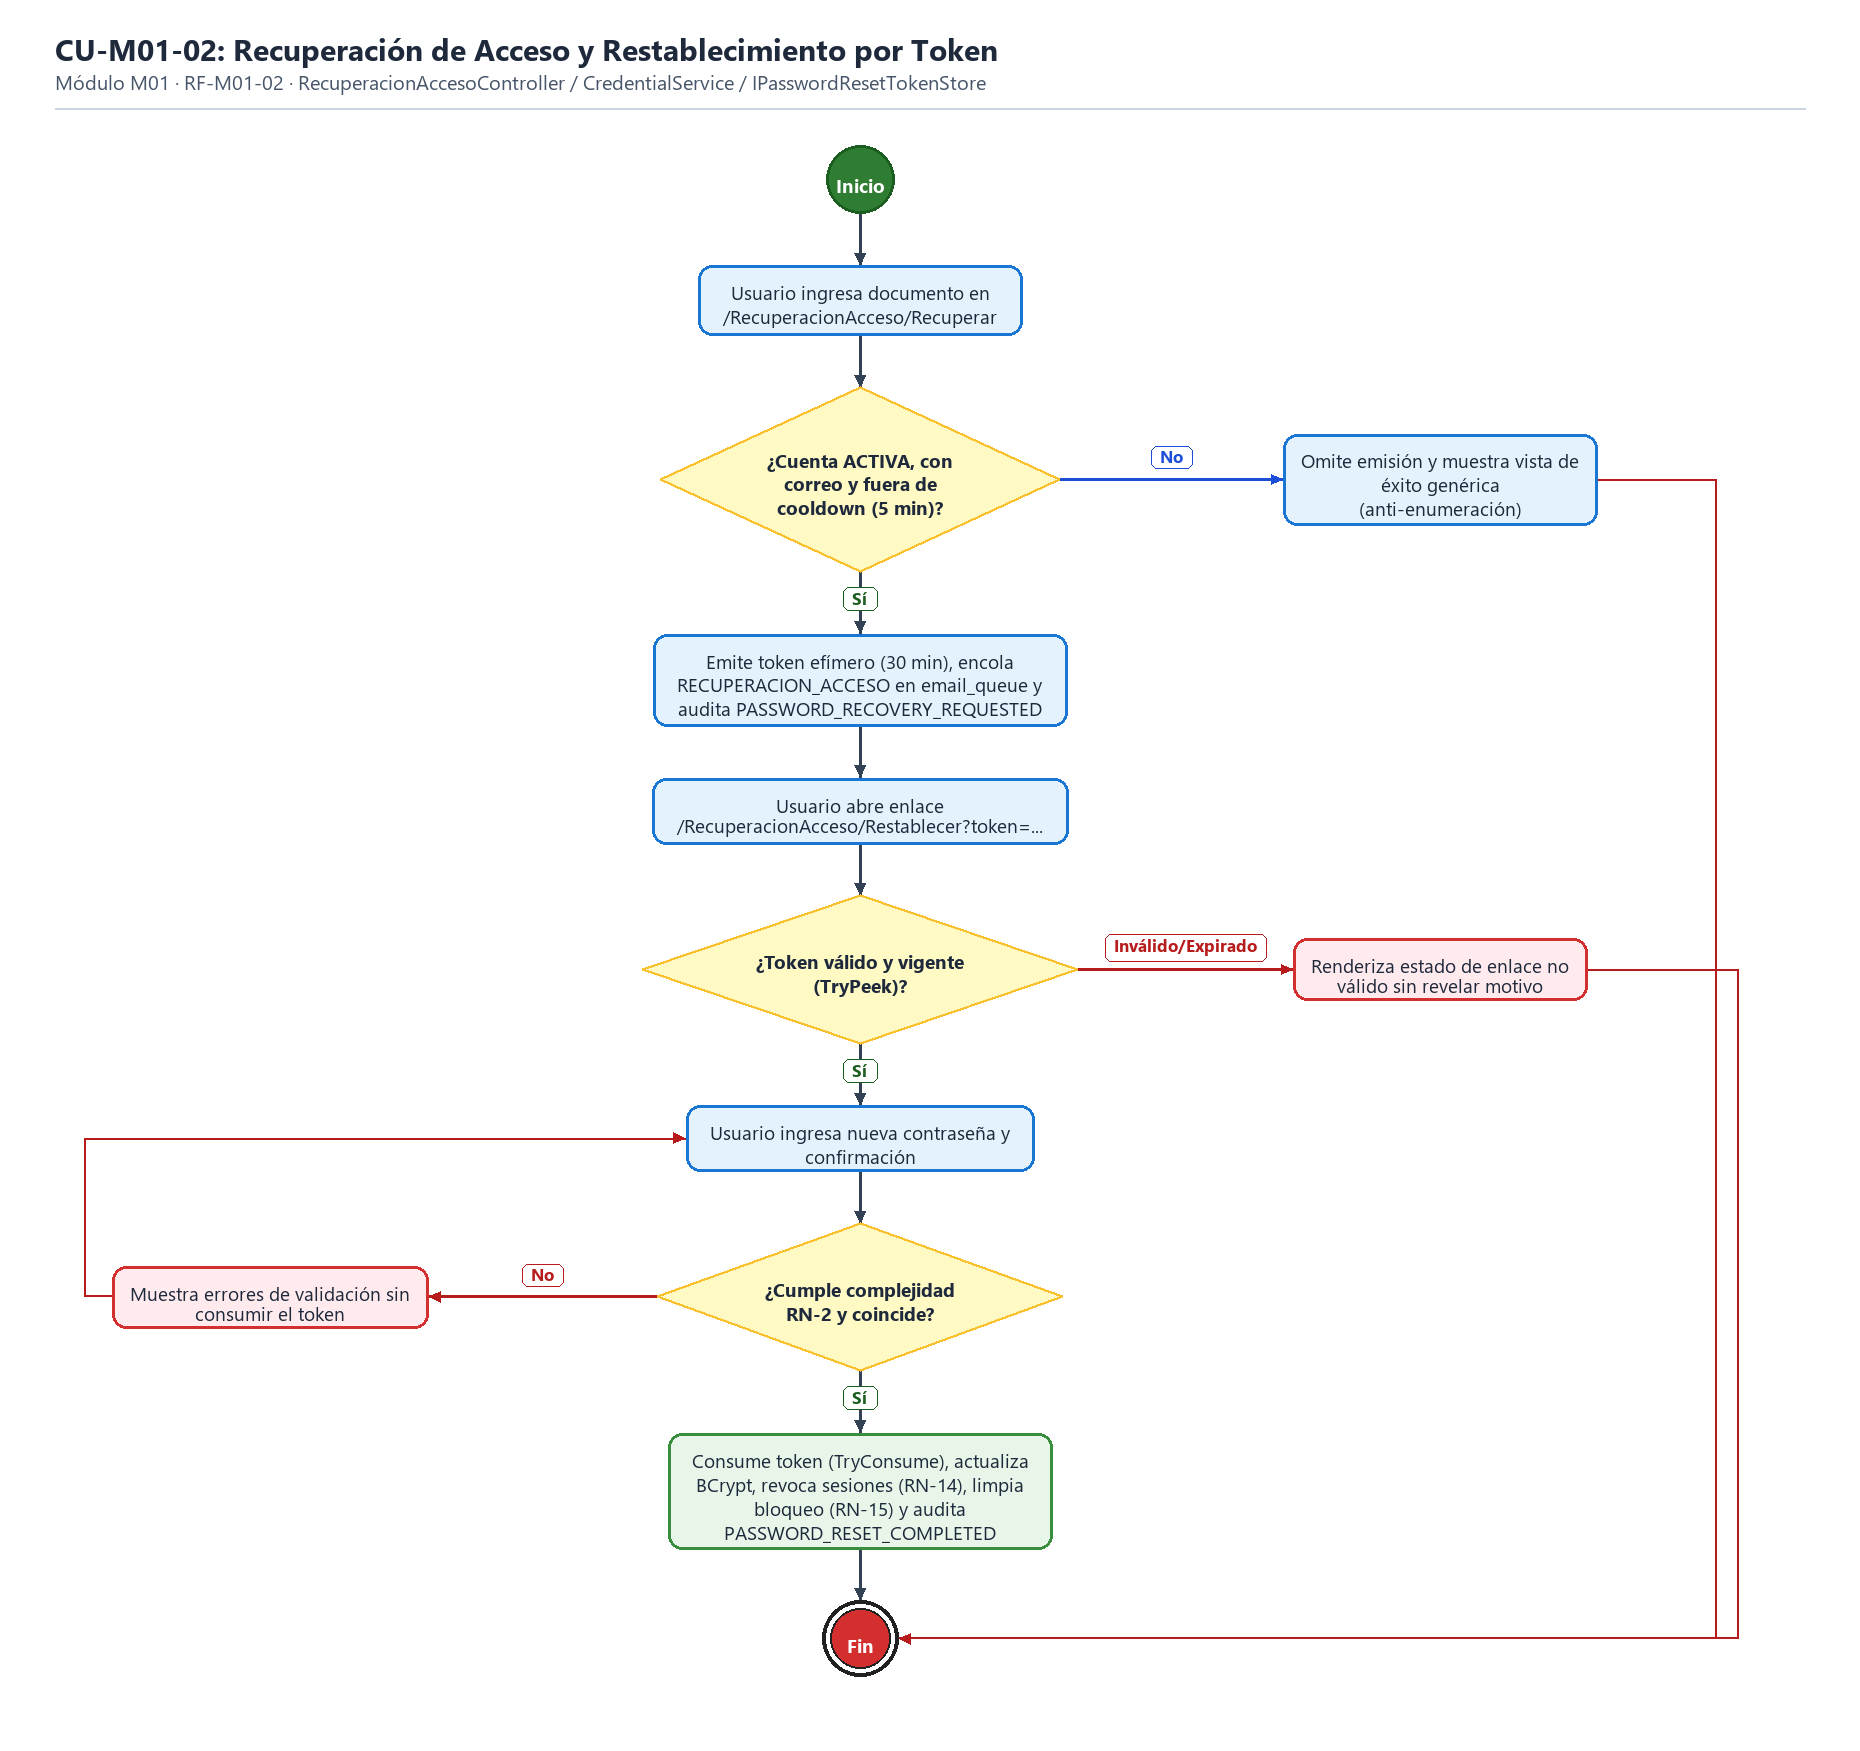 CU-M01-02: Recuperación de Acceso y Restablecimiento por Token
Módulo M01 · RF-M01-02 · RecuperacionAccesoController / CredentialService / IPasswordResetTokenStore
Inicio
Usuario ingresa documento en
/RecuperacionAcceso/Recuperar
¿Cuenta ACTIVA, con
correo y fuera de
cooldown (5 min)?
No
Omite emisión y muestra vista de
éxito genérica
(anti-enumeración)
Sí
Emite token efímero (30 min), encola
RECUPERACION_ACCESO en email_queue y
audita PASSWORD_RECOVERY_REQUESTED
Usuario abre enlace
/RecuperacionAcceso/Restablecer?token=...
¿Token válido y vigente
(TryPeek)?
Inválido/Expirado
Renderiza estado de enlace no
válido sin revelar motivo
Sí
Usuario ingresa nueva contraseña y
confirmación
¿Cumple complejidad
RN-2 y coincide?
No
Muestra errores de validación sin
consumir el token
Sí
Consume token (TryConsume), actualiza
BCrypt, revoca sesiones (RN-14), limpia
bloqueo (RN-15) y audita
PASSWORD_RESET_COMPLETED
Fin